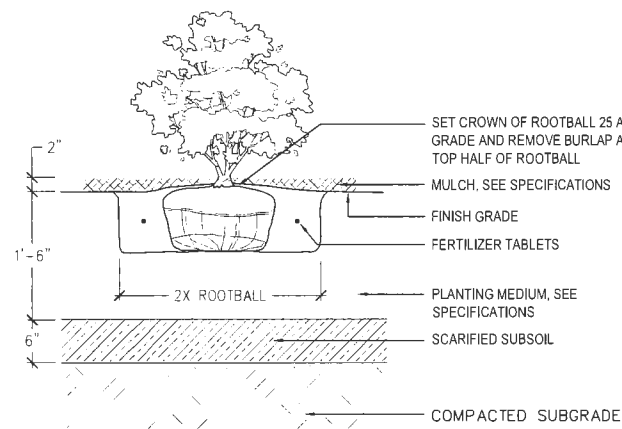 SET CROWN OF ROOTBALL 25 A
GRADE AND REMOVE BURLAP A
TOP HALF OF ROOTBALL
2"
MULCH, SEE SPECIFICATIONS
FINISH GRADE
1'-6"
FERTILIZER TABLETS
2X ROOTBALL
PLANTING MEDIUM, SEE
SPECIFICATIONS
6"
SCARIFIED SUBSOIL
COMPACTED SUBGRADE